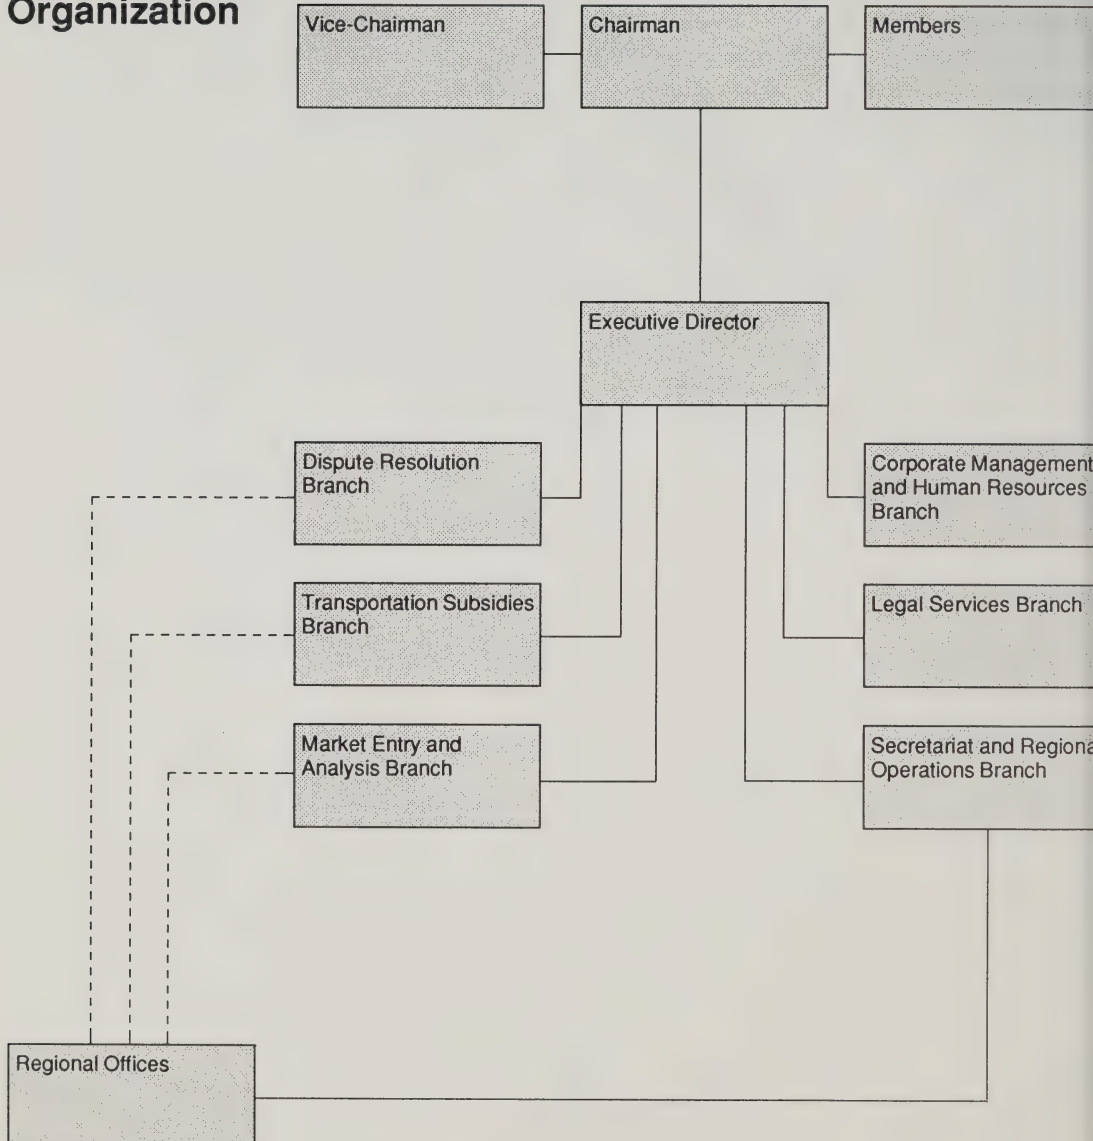 Organization
Vice-Chairman
Chairman
Members
Executive Director
Dispute Resolution
Branch
Corporate Management
and Human Resources
Branch
Transportation Subsidies
Branch
Legal Services Branch
Market Entry and
Analysis Branch
Secretariat and Regiona
Operations Branch
Regional Offices